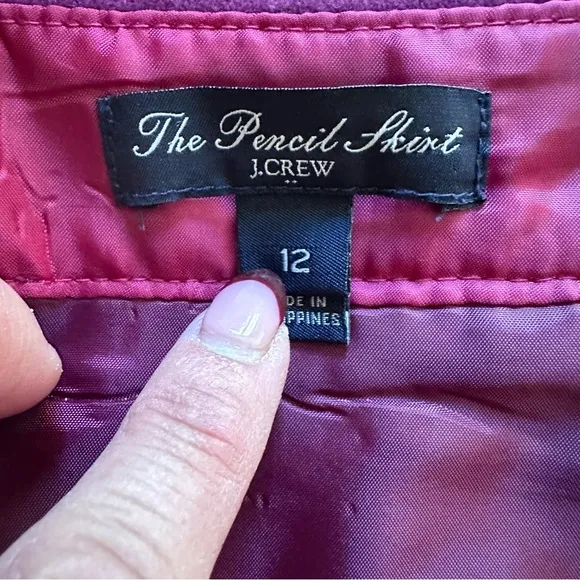 The Pencil Skirt
J.CREW
12
DE IN
PPINES